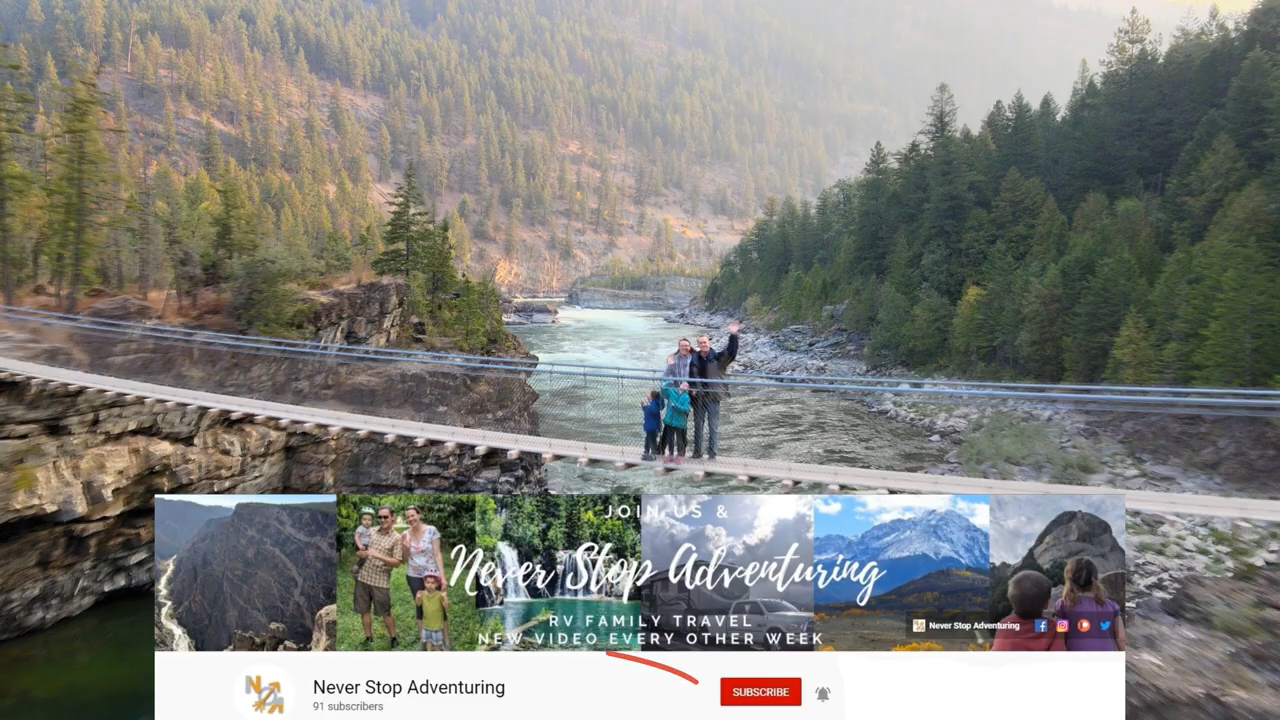 JOIN US &
Never Stop Adventuring
RV FAMILY TRAVEL
NEW VIDEO EVERY OTHER WEEK
Never Stop Adventuring
NSA
Never Stop Adventuring
91 subscribers
SUBSCRIBE